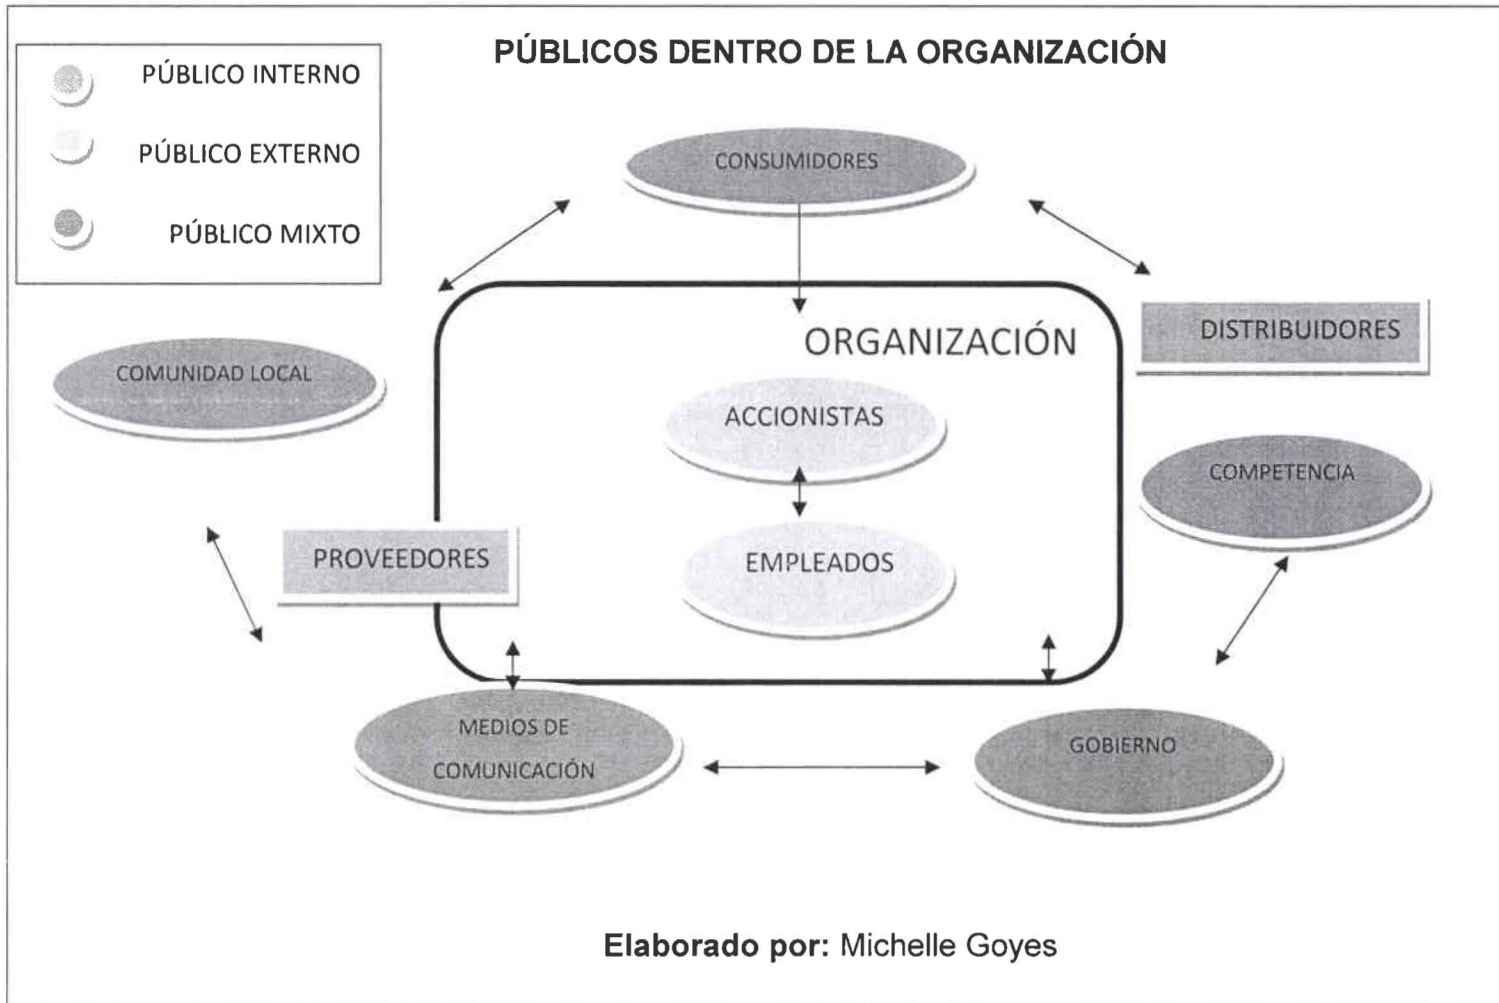 PÚBLICOS DENTRO DE LA ORGANIZACIÓN
PÚBLICO INTERNO
PÚBLICO EXTERNO
PÚBLICO MIXTO
CONSUMIDORES
ORGANIZACIÓN
DISTRIBUIDORES
COMUNIDAD LOCAL
ACCIONISTAS
COMPETENCIA
PROVEEDORES
EMPLEADOS
MEDIOS DE
COMUNICACIÓN
GOBIERNO
Elaborado por: Michelle Goyes